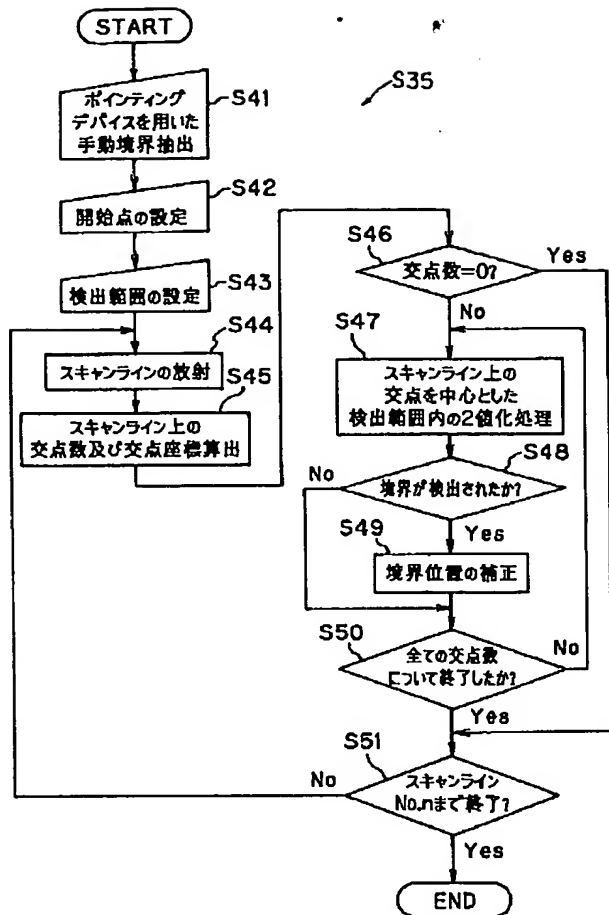 START
S35
ポインティング
デバイスを用いた
手動境界抽出
S41
開始点の設定
S42
検出範囲の設定
S43
スキャンラインの放射
S44
スキャンライン上の
交点数及び交点座標算出
S45
交点数=0?
S46
Yes
No
スキャンライン上の
交点を中心とした
検出範囲内の2値化処理
S47
境界が検出されたか?
S48
No
Yes
境界位置の補正
S49
全ての交点数
について終了したか?
S50
No
Yes
スキャンライン
No.nまで終了?
S51
No
Yes
END